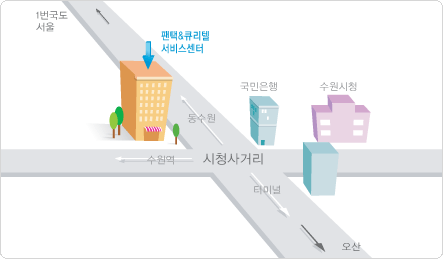 1번국도
서울
팬택&큐리텔
서비스센터
국민은행
수원시청
동수원
수원역
시청사거리
터미널
오산